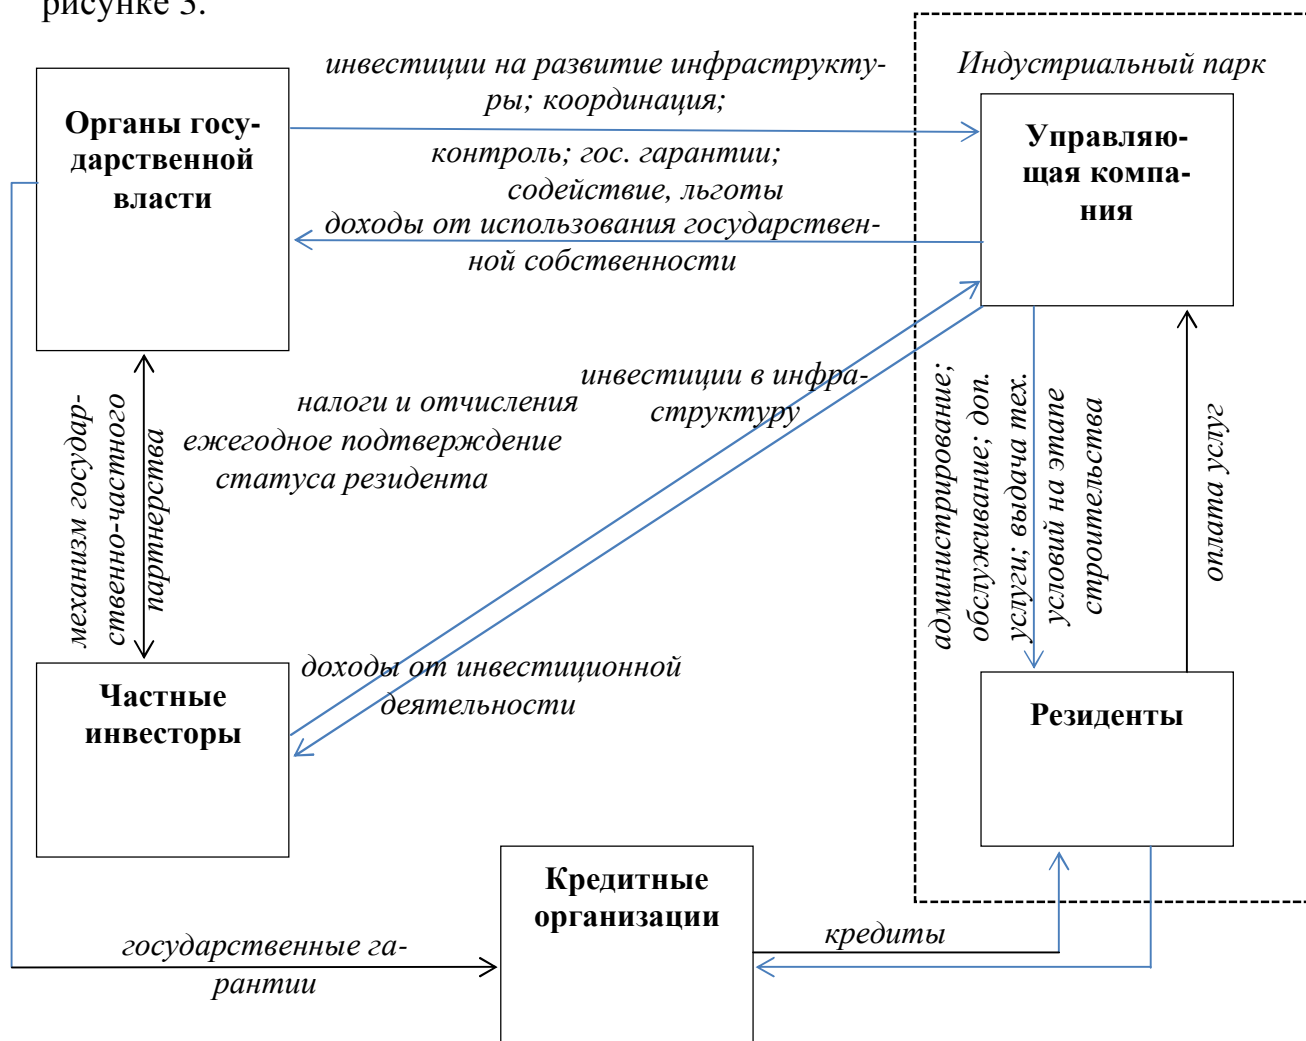 рисунке 3.
инвестиции на развитие инфраструкту-
ры; координация;
Индустриальный парк
Органы госу-
дарственной
власти
Управляю-
щая компа-
ния
контроль; гос. гарантии;
содействие, льготы
доходы от использования государствен-
ной собственности
инвестиции в инфра-
структуру
налоги и отчисления
ежегодное подтверждение
статуса резидента
механизм государ-
ственно-частного
партнерства
администрирование;
обслуживание; доп.
услуги; выдача тех.
условий на этапе
строительства
оплата услуг
доходы от инвестиционной
деятельности
Частные
инвесторы
Резиденты
Кредитные
организации
государственные га-
рантии
кредиты